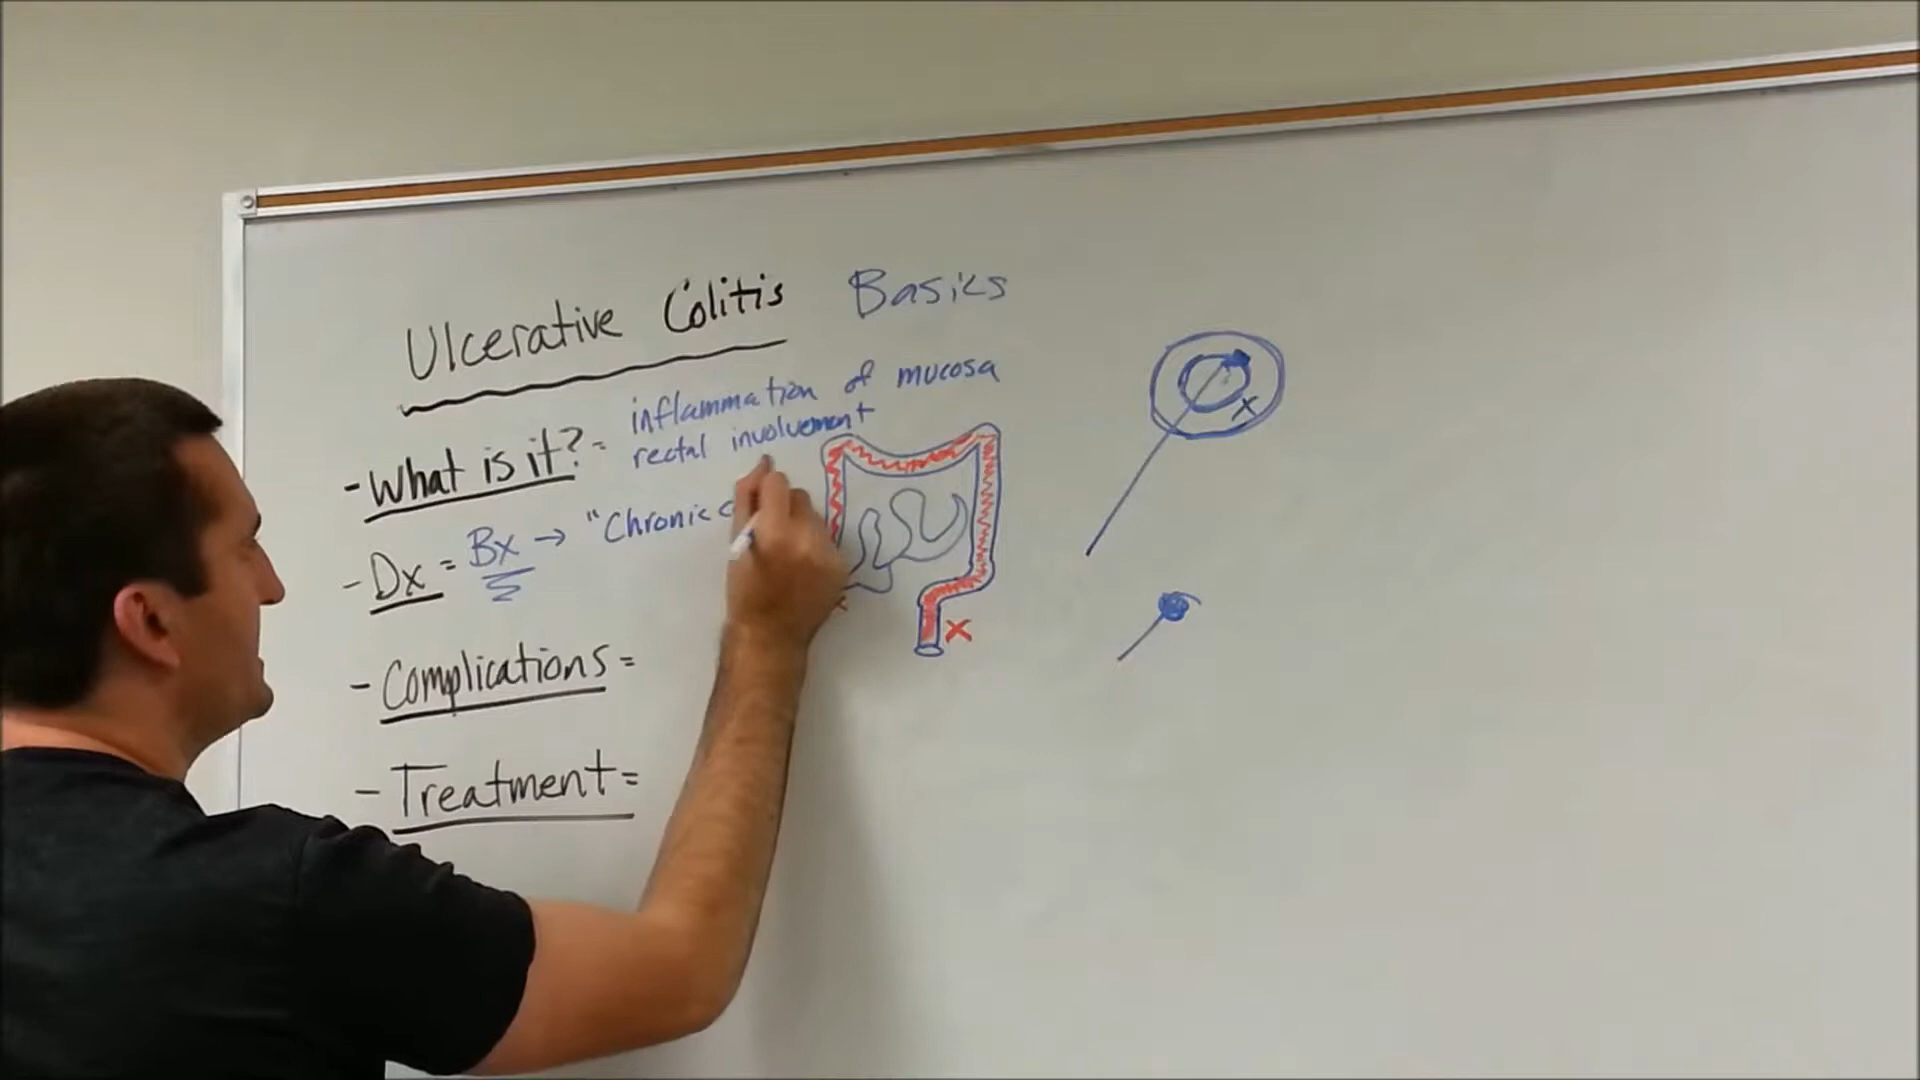 Ulcerative Colitis Basics
- What is it? = inflammation of mucosa
rectal involvement
- Dx = Bx → "Chronic
- Complications =
- Treatment =
X
X
x